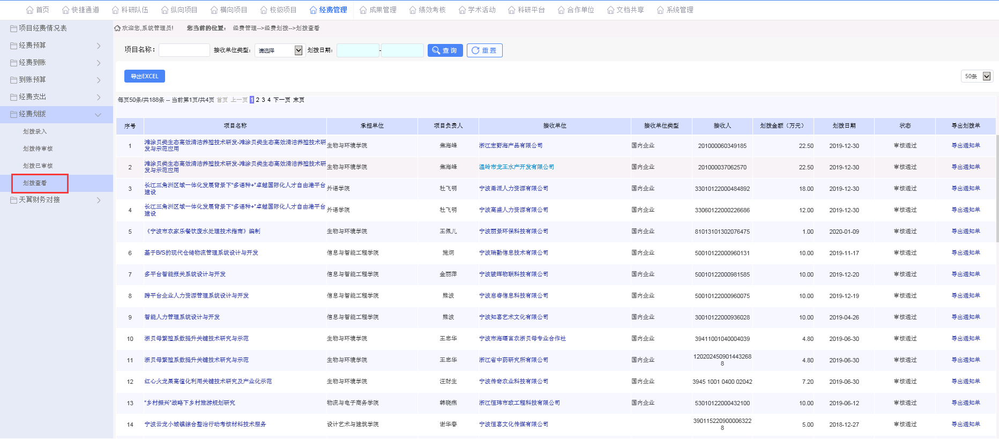 首页 快捷通道 科研队伍 纵向项目 横向项目 校级项目 经费管理 成果管理 绩效考核 学术活动 科研平台 合作单位 文档共享 系统管理
项目经费情况表
经费预算
经费到账
到账预算
经费支出
经费划拨
划拨录入
划拨待审核
划拨已审核
划拨查看
天翼财务对接
欢迎您,系统管理员! 您当前的位置: 经费管理-->经费划拨-->划拨查看
项目名称: 接收单位类型: 请选择 划拨日期: - 查 询 重 置
导出EXCEL 50条
每页50条/共188条 -- 当前第1页/共4页 首页 上一页 1 2 3 4 下一页 末页
序号 项目名称 承担单位 项目负责人 接收单位 接收单位类型 接收人 划拨金额（万元） 划拨日期 状态 导出划拨单
1 滩涂贝类生态高效清洁养殖技术研发-滩涂贝类生态高效清洁养殖技术研发与示范应用 生物与环境学院 焦海峰 浙江宏野海产品有限公司 国内企业 201000060349185 22.50 2019-12-30 审核通过 导出通知单
2 滩涂贝类生态高效清洁养殖技术研发-滩涂贝类生态高效清洁养殖技术研发与示范应用 生物与环境学院 焦海峰 温岭市龙王水产开发有限公司 国内企业 201000037062570 22.50 2019-12-30 审核通过 导出通知单
3 长江三角洲区域一体化发展背景下“多语种+”卓越国际化人才自由港平台建设 外语学院 杜飞明 宁波甬派人力资源有限公司 国内企业 33010122000484892 18.00 2019-12-30 审核通过 导出通知单
4 长江三角洲区域一体化发展背景下“多语种+”卓越国际化人才自由港平台建设 外语学院 杜飞明 宁波高盛人力资源有限公司 国内企业 33060122000226686 12.00 2019-12-30 审核通过 导出通知单
5 《宁波市农家乐餐饮废水处理技术指南》编制 生物与环境学院 王佩儿 宁波丽景环保科技有限公司 国内企业 81013101302076475 1.00 2020-01-09 审核通过 导出通知单
6 基于B/S的现代仓储物流管理系统设计与开发 信息与智能工程学院 施炯 宁波瑞勤信息技术有限公司 国内企业 50010122000960131 10.00 2019-11-17 审核通过 导出通知单
7 多平台智能报关系统设计与开发 信息与智能工程学院 金丽萍 宁波骏晖物联科技有限公司 国内企业 50010122000981585 10.00 2019-12-20 审核通过 导出通知单
8 跨平台企业人力资源管理系统设计与开发 信息与智能工程学院 熊波 宁波启睿信息科技有限公司 国内企业 50010122000960075 10.00 2019-12-19 审核通过 导出通知单
9 智能人力管理系统设计与开发 信息与智能工程学院 熊波 宁波知喜艺术文化有限公司 国内企业 30010122000936028 10.00 2019-04-26 审核通过 导出通知单
10 浙贝母繁殖系数提升关键技术研究与示范 生物与环境学院 王忠华 宁波市海曙富农浙贝母专业合作社 国内企业 39411001040004039 4.80 2019-06-30 审核通过 导出通知单
11 浙贝母繁殖系数提升关键技术研究与示范 生物与环境学院 王忠华 浙江省中药研究所有限公司 国内企业 1202024509014432688 4.80 2019-06-30 审核通过 导出通知单
12 红心火龙果高值化利用关键技术研究及产业化示范 生物与环境学院 汪财生 宁波传奇农业科技有限公司 国内企业 3945 1001 0400 02042 7.20 2019-06-30 审核通过 导出通知单
13 “乡村振兴”战略下乡村旅游规划研究 物流与电子商务学院 韩晓燕 浙江恒玮市政工程科技有限公司 国内企业 53010122000432100 10.00 2019-06-12 审核通过 导出通知单
14 宁波云龙小城镇综合整治行动考核材料技术服务 设计艺术与建筑学院 谢华春 宁波恒喜文化传媒有限公司 3901152209000063228 5.00 2018-12-27 审核通过 导出通知单